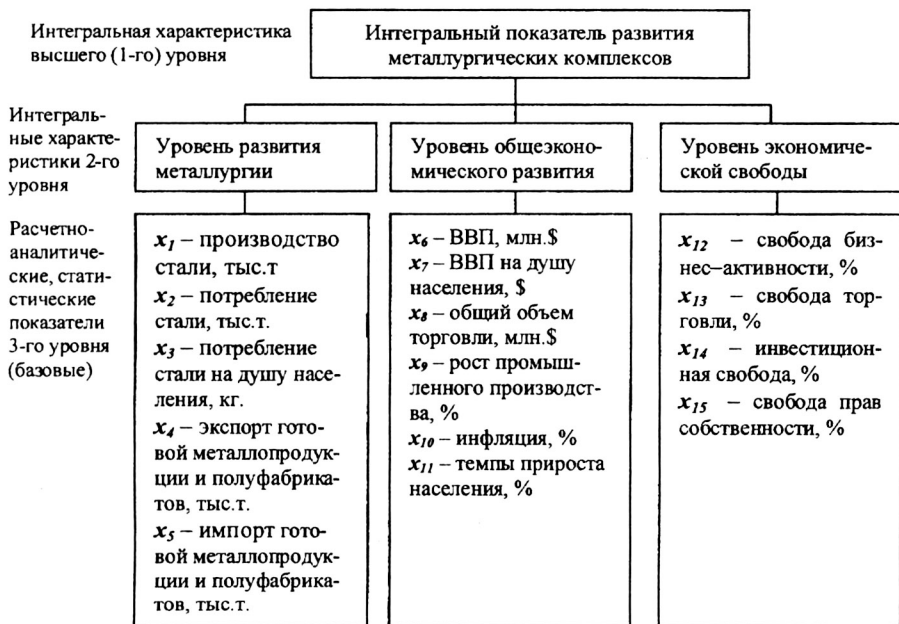 Интегральная характеристика
высшего (1-го) уровня
Интегральный показатель развития
металлургических комплексов
Интеграль-
ные характе-
ристики 2-го
уровня
Уровень развития
металлургии
Уровень общеэконо-
мического развития
Уровень экономиче-
ской свободы
Расчетно-
аналитиче-
ские, стати-
стические
показатели
3-го уровня
(базовые)
x1 – производство
стали, тыс.т
x2 – потребление
стали, тыс.т.
x3 – потребление
стали на душу насе-
ления, кг.
x4 – экспорт гото-
вой металлопродук-
ции и полуфабрика-
тов, тыс.т.
x5 – импорт гото-
вой металлопродук-
ции и полуфабрика-
тов, тыс.т.
x6 – ВВП, млн.$
x7 – ВВП на душу
населения, $
x8 – общий объем
торговли, млн.$
x9 – рост промыш-
ленного производст-
ва, %
x10 – инфляция, %
x11 – темпы прироста
населения, %
x12 – свобода биз-
нес–активности, %
x13 – свобода тор-
говли, %
x14 – инвестицион-
ная свобода, %
x15 – свобода прав
собственности, %